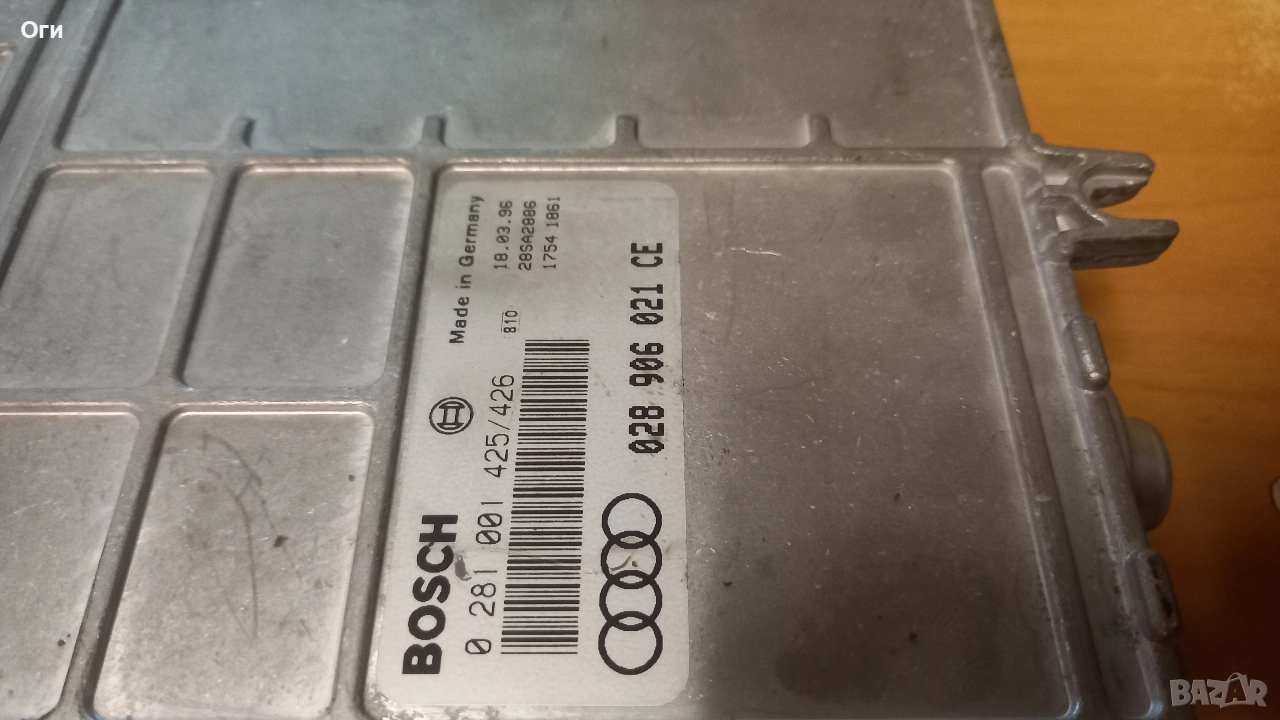 Оги
BOSCH
Made in Germany
0 281 001 425/426
810
18.03.96
28SA2886
1754 1861
028 906 021 CE
BAZAR